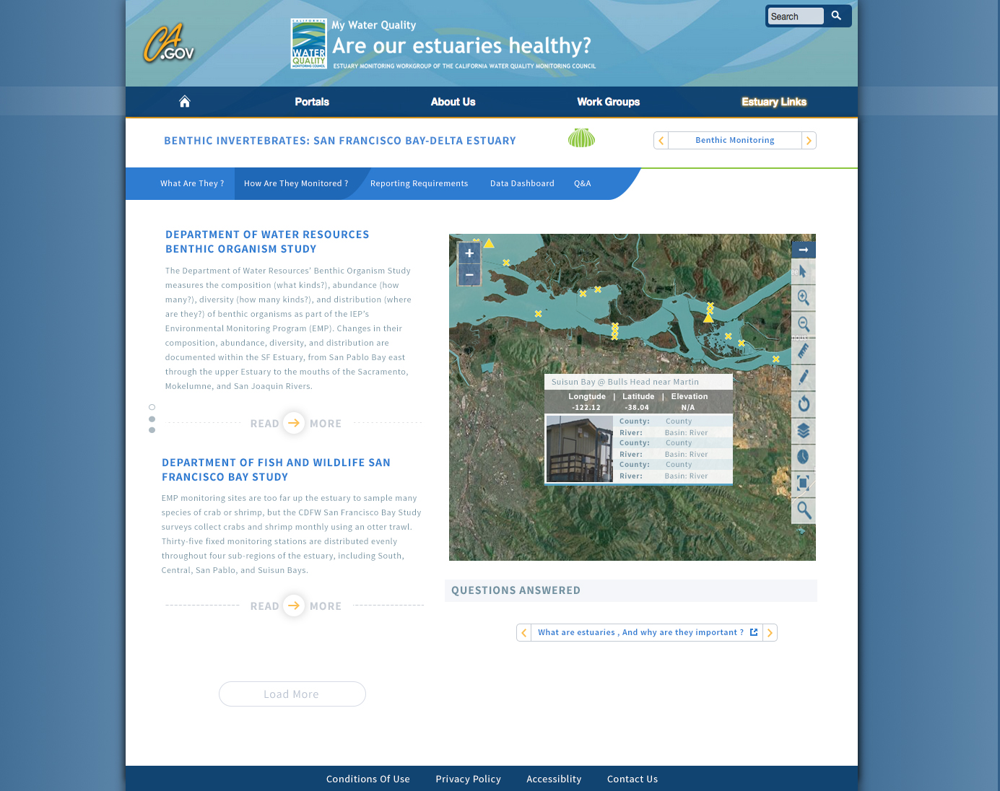 CA
.GOV
CALIFORNIA
WATER
QUALITY
MONITORING COUNCIL
My Water Quality
Are our estuaries healthy?
ESTUARY MONITORING WORKGROUP OF THE CALIFORNIA WATER QUALITY MONITORING COUNCIL
Search
Portals
About Us
Work Groups
Estuary Links
BENTHIC INVERTEBRATES: SAN FRANCISCO BAY-DELTA ESTUARY
Benthic Monitoring
What Are They ?
How Are They Monitored ?
Reporting Requirements
Data Dashboard
Q&A
DEPARTMENT OF WATER RESOURCES
BENTHIC ORGANISM STUDY
The Department of Water Resources' Benthic Organism Study
measures the composition (what kinds?), abundance (how
many?), diversity (how many kinds?), and distribution (where
are they?) of benthic organisms as part of the IEP's
Environmental Monitoring Program (EMP). Changes in their
composition, abundance, diversity, and distribution are
documented within the SF Estuary, from San Pablo Bay east
through the upper Estuary to the mouths of the Sacramento,
Mokelumne, and San Joaquin Rivers.
READ MORE
DEPARTMENT OF FISH AND WILDLIFE SAN
FRANCISCO BAY STUDY
EMP monitoring sites are too far up the estuary to sample many
species of crab or shrimp, but the CDFW San Francisco Bay Study
surveys collect crabs and shrimp monthly using an otter trawl.
Thirty-five fixed monitoring stations are distributed evenly
throughout four sub-regions of the estuary, including South,
Central, San Pablo, and Suisun Bays.
READ MORE
Load More
+
−
Suisun Bay @ Bulls Head near Martin
Longtude | Latitude | Elevation
-122.12 -38.04 N/A
County: County
River: Basin: River
County: County
River: Basin: River
County: County
River: Basin: River
QUESTIONS ANSWERED
What are estuaries , And why are they important ?
Conditions Of Use
Privacy Policy
Accessiblity
Contact Us